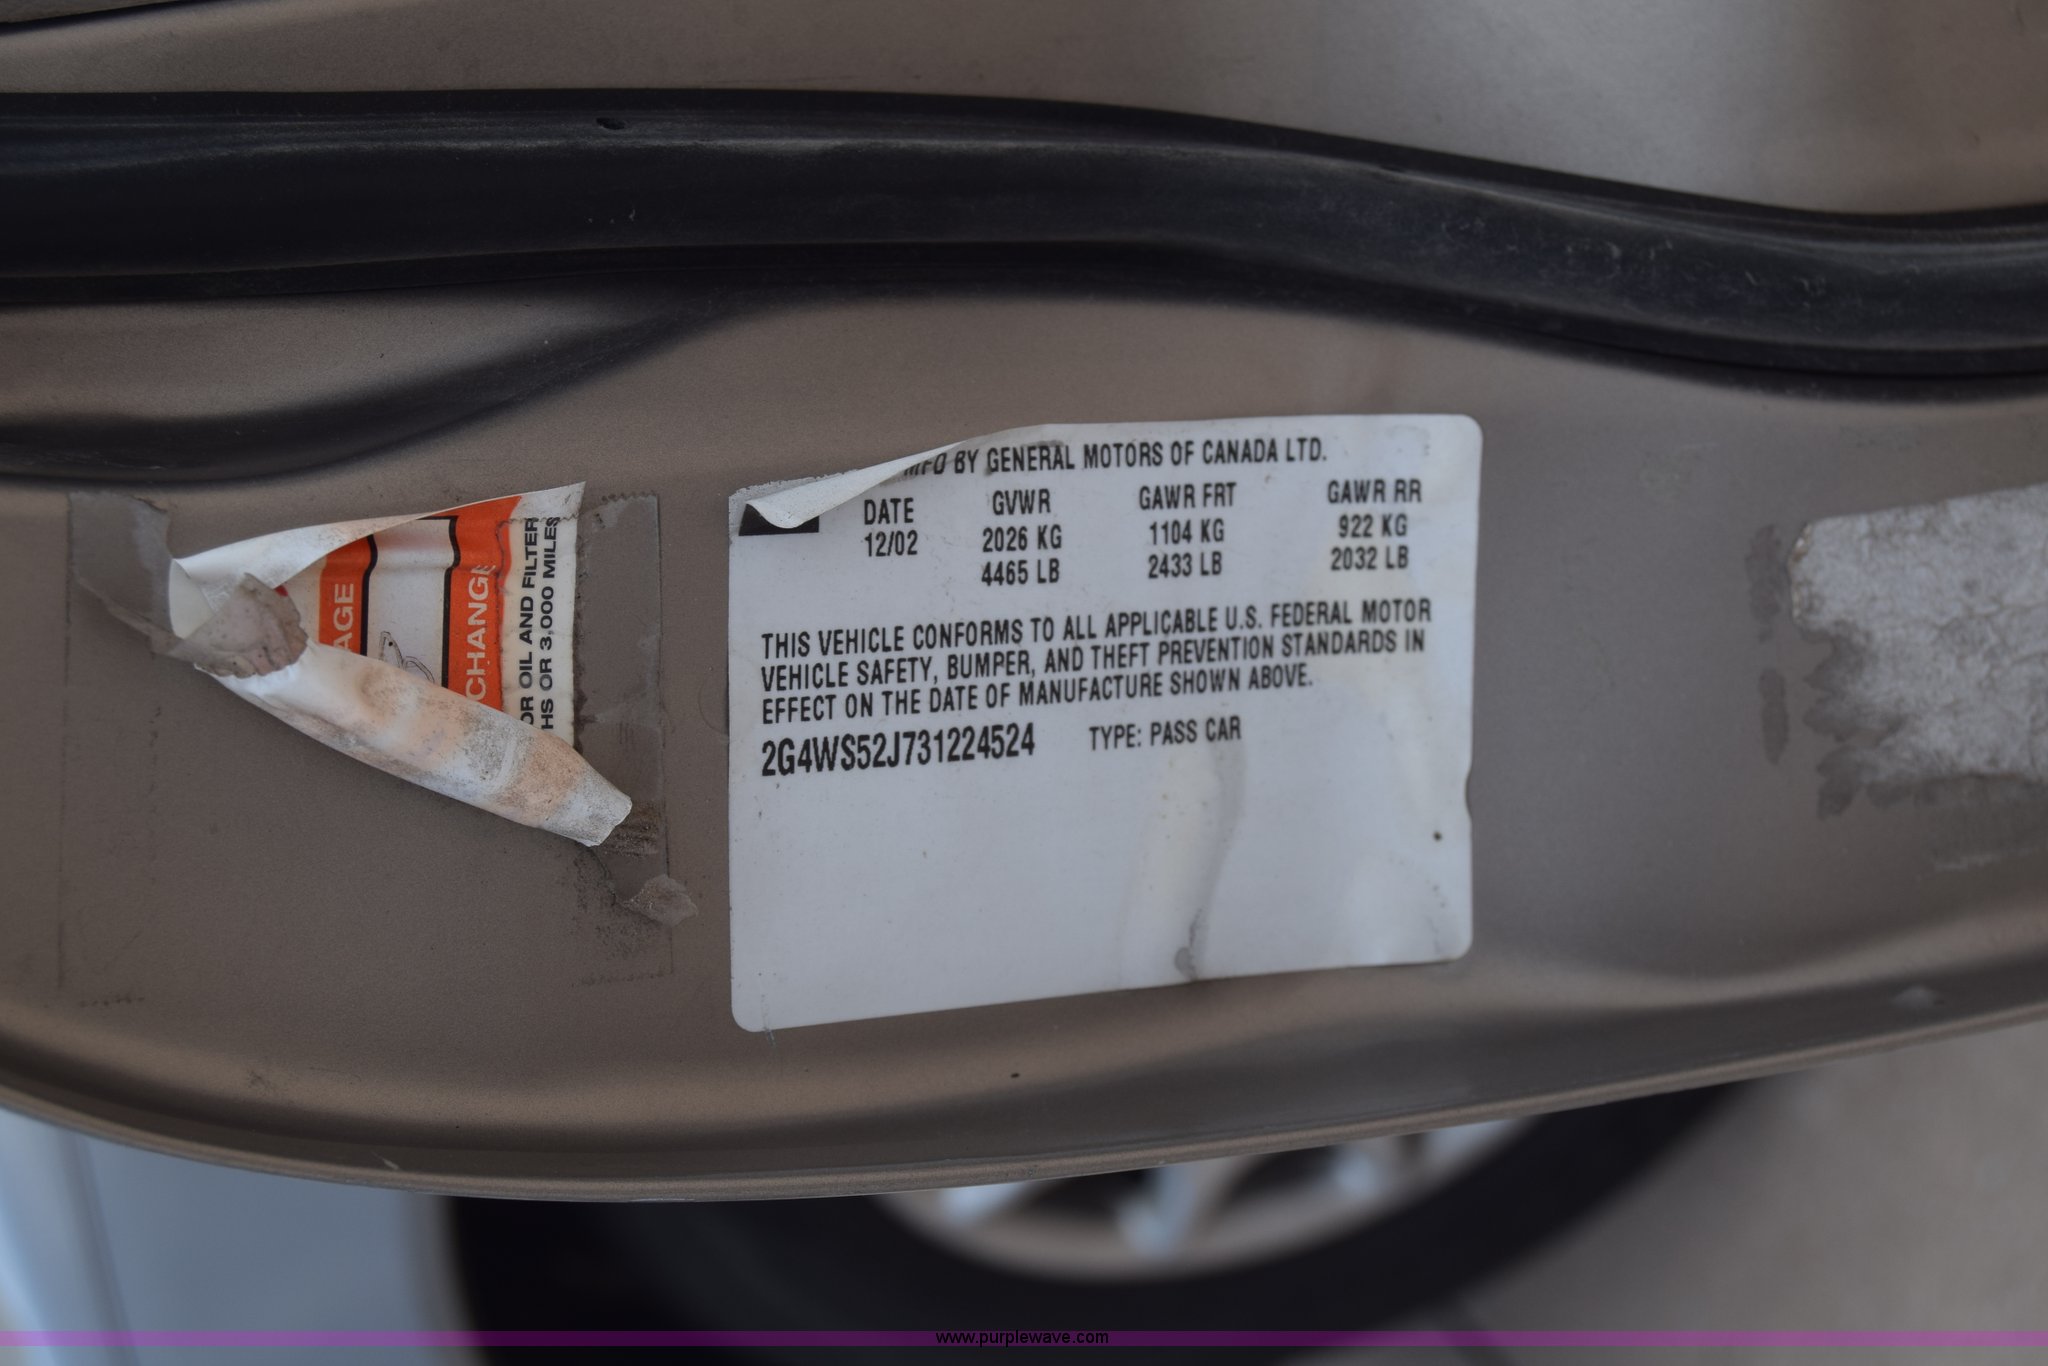 MFD BY GENERAL MOTORS OF CANADA LTD.
DATE GVWR GAWR FRT GAWR RR
12/02 2026 KG 1104 KG 922 KG
4465 LB 2433 LB 2032 LB
THIS VEHICLE CONFORMS TO ALL APPLICABLE U.S. FEDERAL MOTOR
VEHICLE SAFETY, BUMPER, AND THEFT PREVENTION STANDARDS IN
EFFECT ON THE DATE OF MANUFACTURE SHOWN ABOVE.
2G4WS52J731224524 TYPE: PASS CAR
AGE
CHANGE
OR OIL AND FILTER
HS OR 3,000 MILES
www.purplewave.com